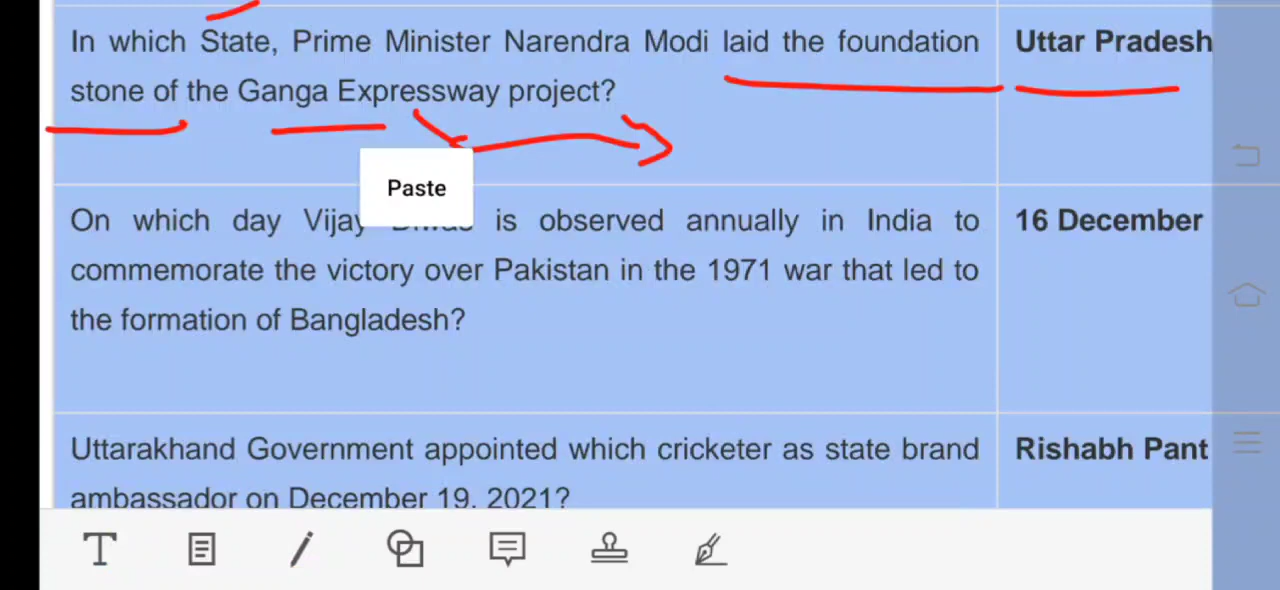 In which State, Prime Minister Narendra Modi laid the foundation
stone of the Ganga Expressway project?
Uttar Pradesh
Paste
On which day Vijay is observed annually in India to
commemorate the victory over Pakistan in the 1971 war that led to
the formation of Bangladesh?
16 December
Uttarakhand Government appointed which cricketer as state brand
ambassador on December 19, 2021?
Rishabh Pant
T